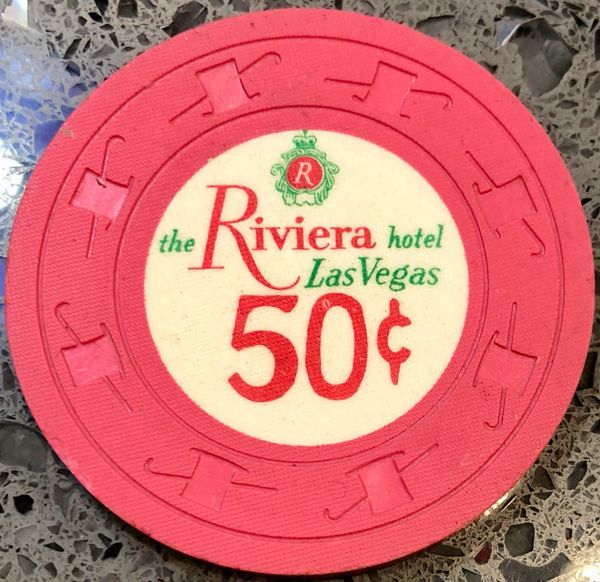 R
the Riviera hotel
Las Vegas
50¢